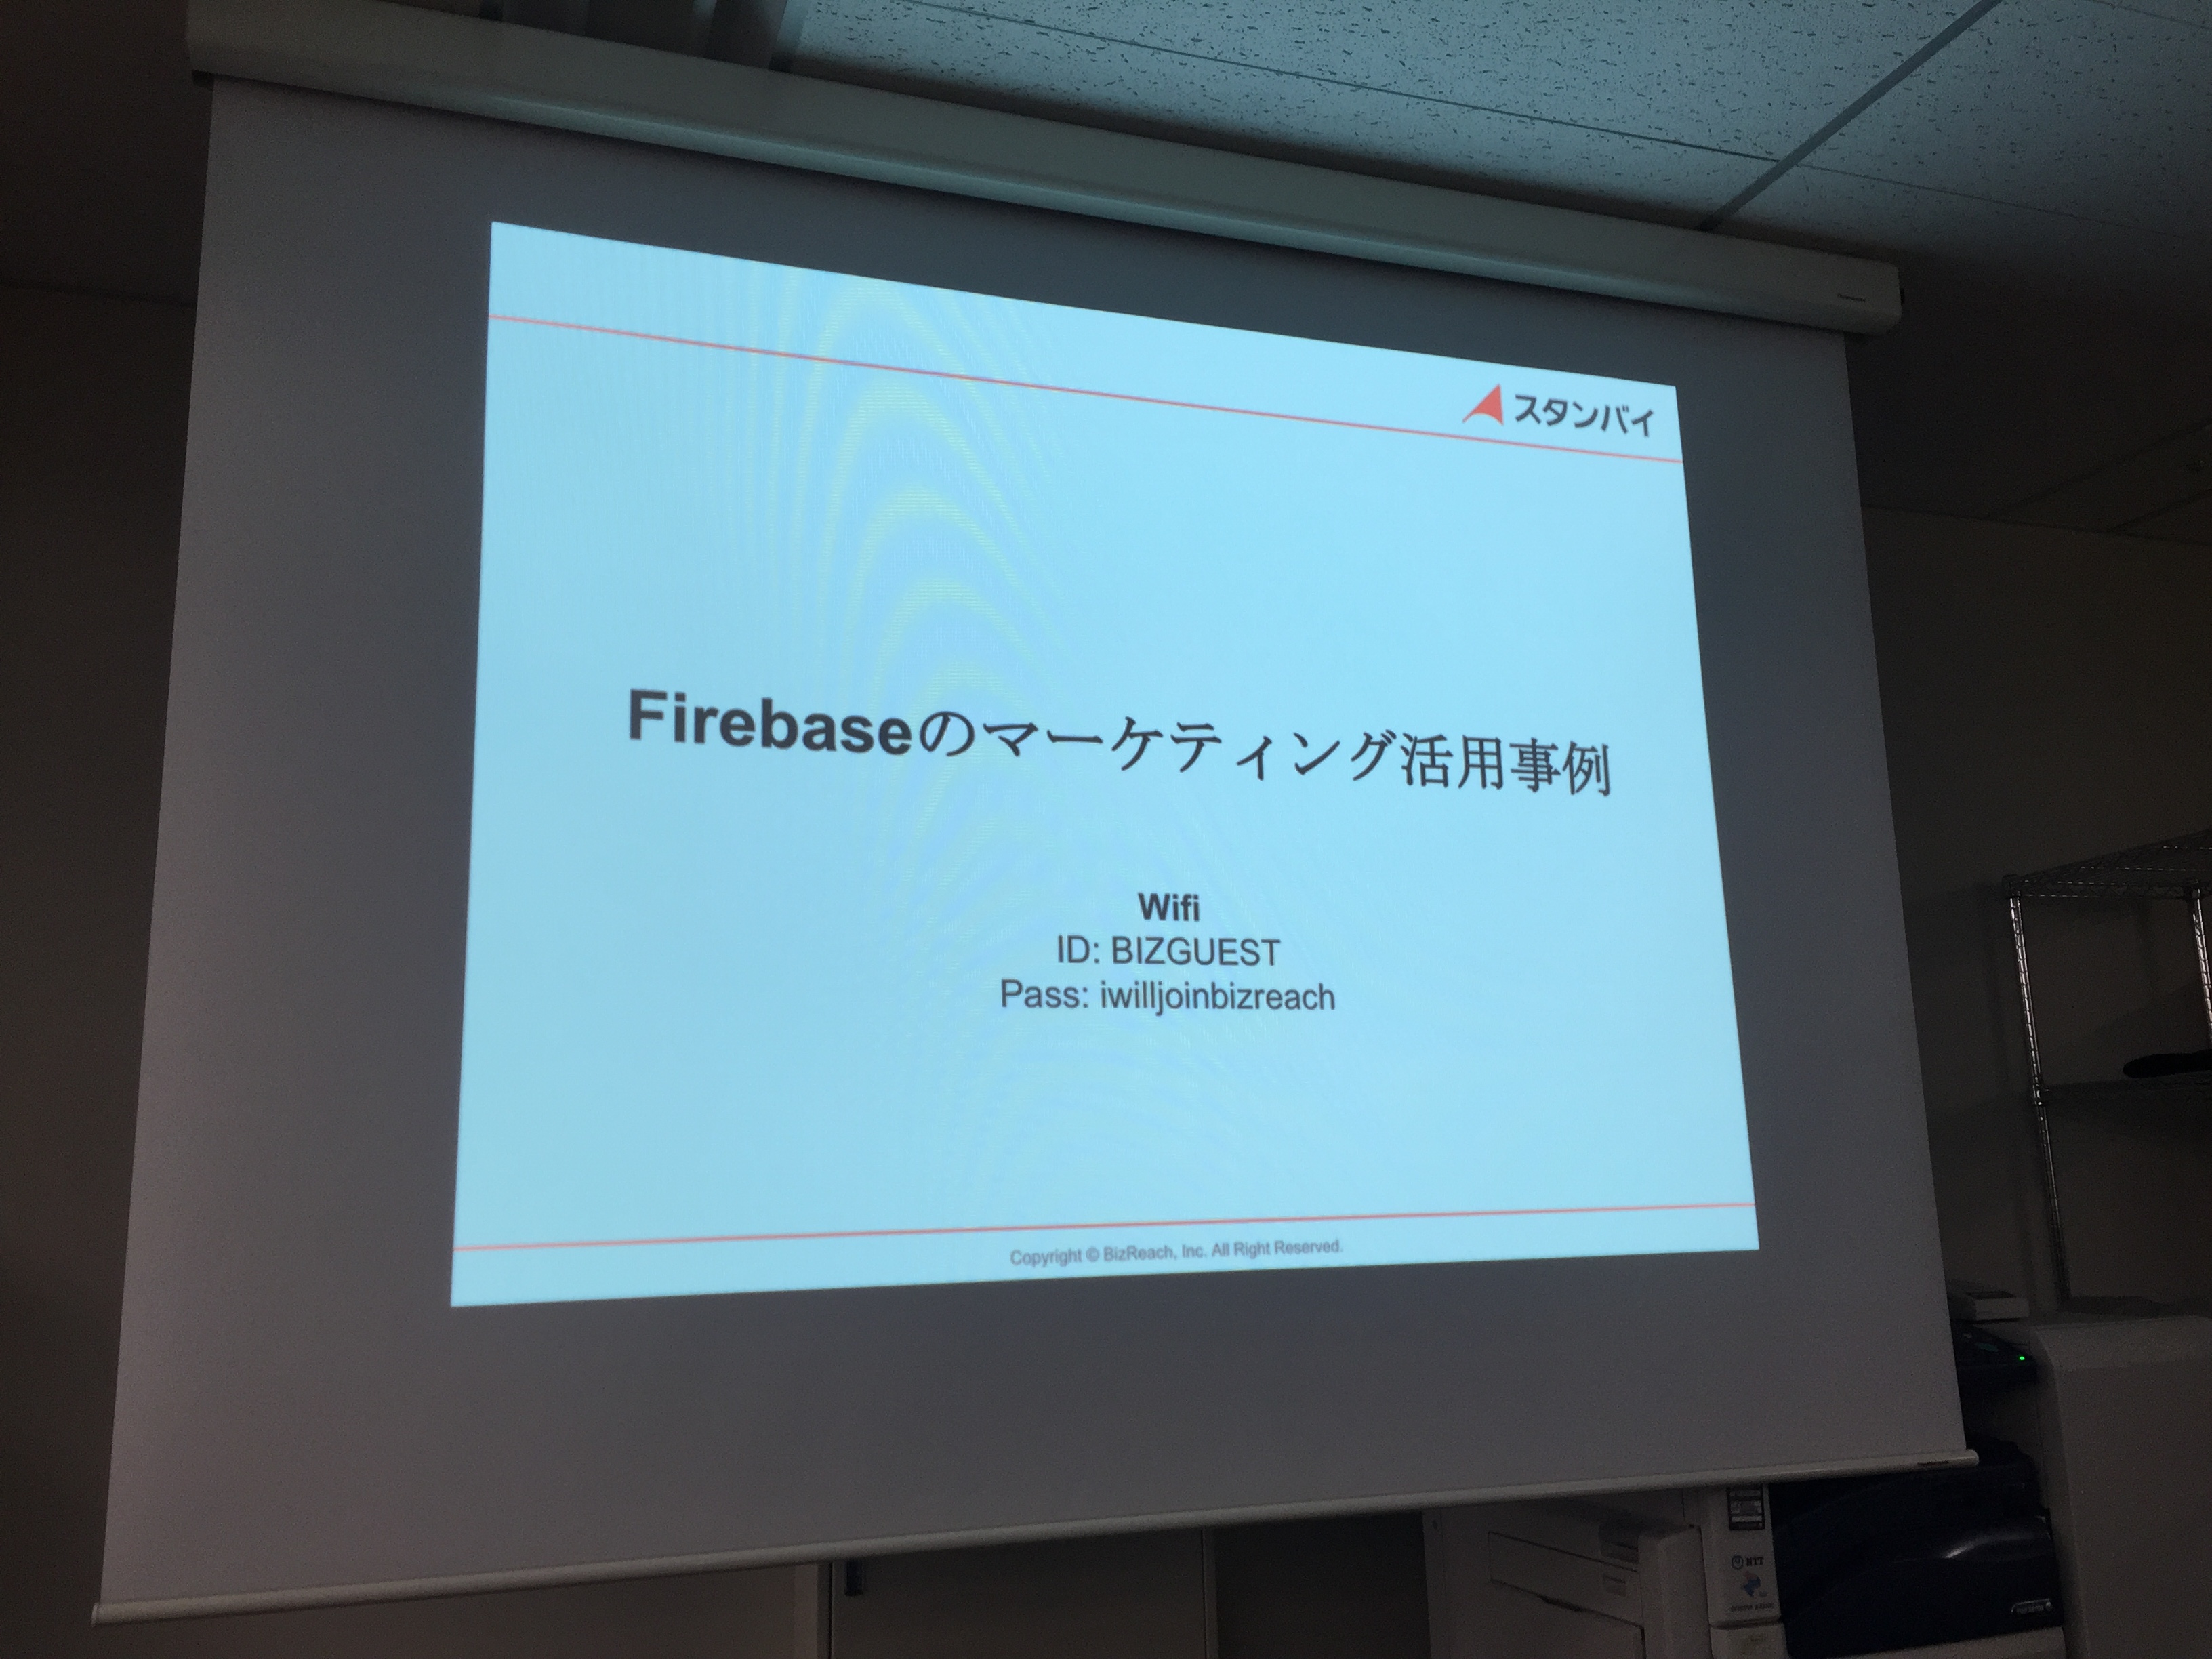 スタンバイ
Firebaseのマーケティング活用事例
Wifi
ID: BIZGUEST
Pass: iwilljoinbizreach
Copyright © BizReach, Inc. All Right Reserved.
NTT